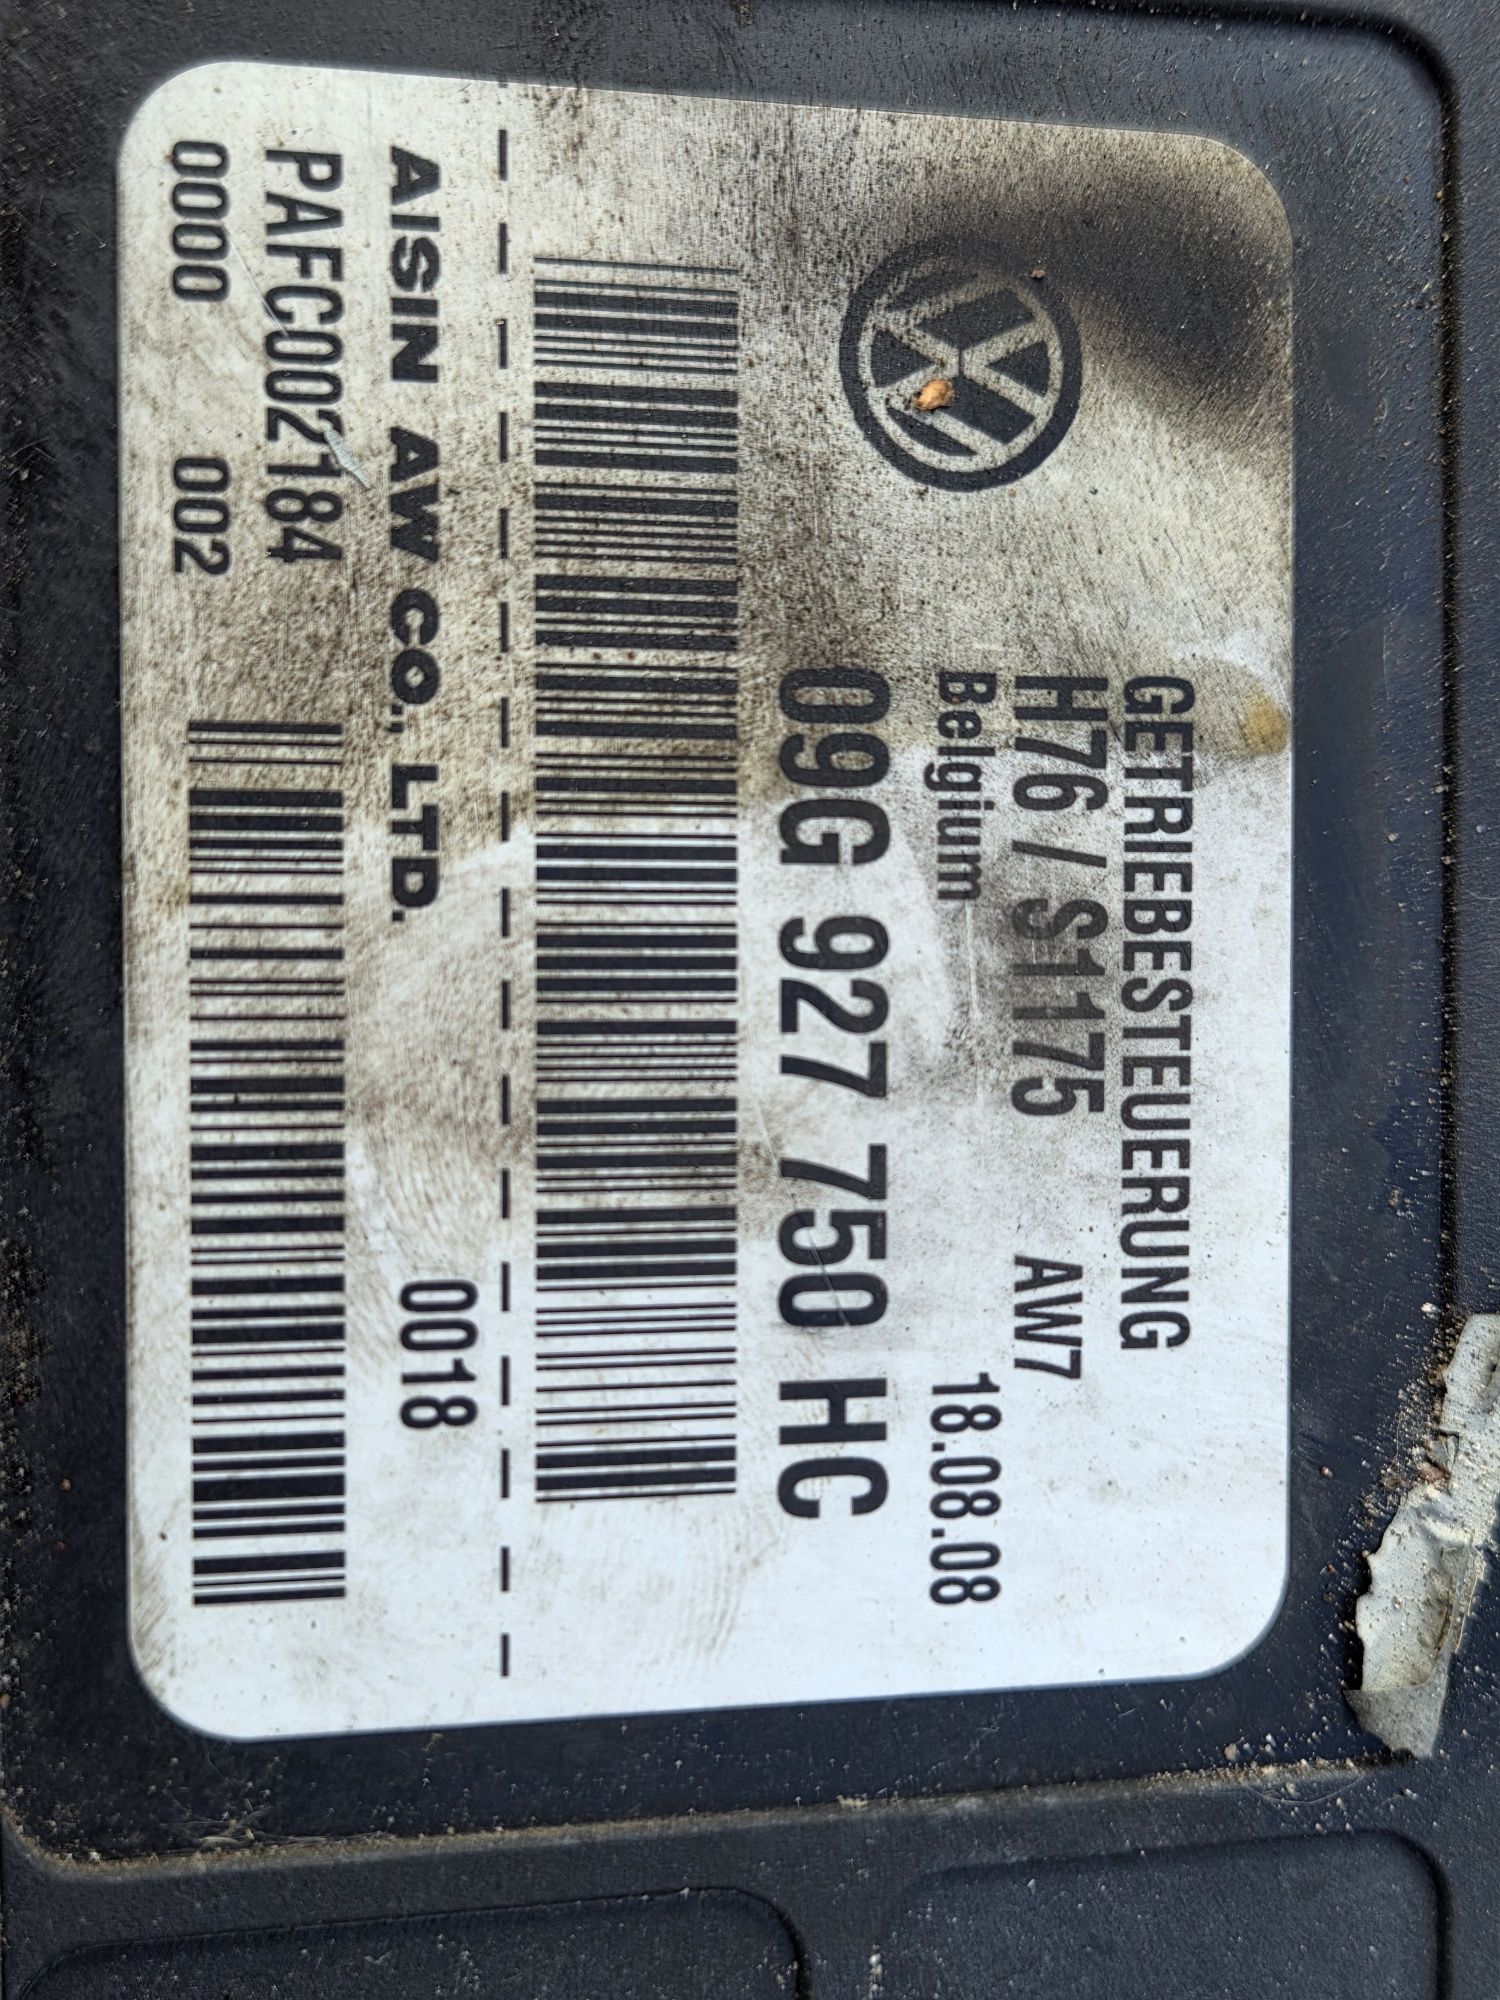 GETRIEBESTEUERUNG
H76 / S1175 AW7
Belgium 18.08.08
09G 927 750 HC
AISIN AW CO., LTD. 0018
PAFC002184
0000 002